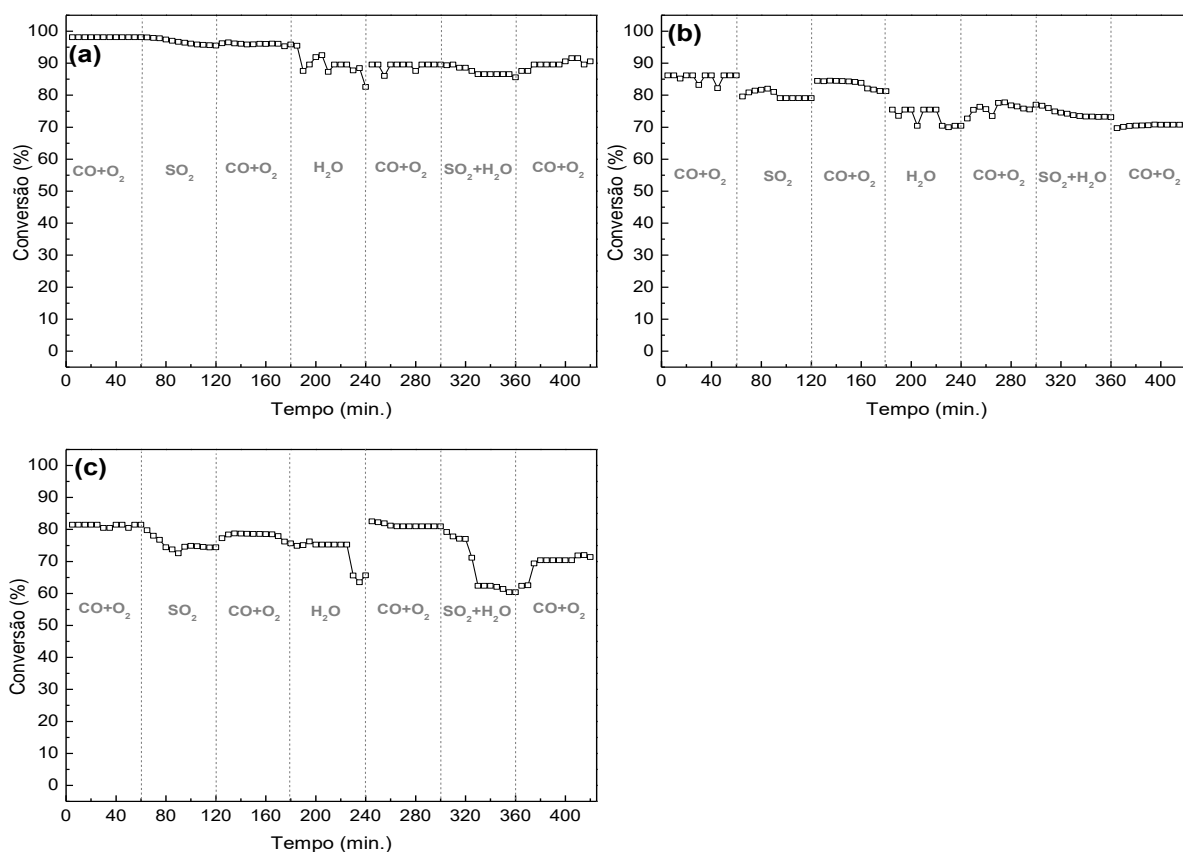 (a)
Conversão (%)
100
90
80
70
60
50
40
30
20
10
0
CO+O₂ SO₂ CO+O₂ H₂O CO+O₂ SO₂+H₂O CO+O₂
0 40 80 120 160 200 240 280 320 360 400
Tempo (min.)
(b)
Conversão (%)
100
90
80
70
60
50
40
30
20
10
0
CO+O₂ SO₂ CO+O₂ H₂O CO+O₂ SO₂+H₂O CO+O₂
0 40 80 120 160 200 240 280 320 360 400
Tempo (min.)
(c)
Conversão (%)
100
90
80
70
60
50
40
30
20
10
0
CO+O₂ SO₂ CO+O₂ H₂O CO+O₂ SO₂+H₂O CO+O₂
0 40 80 120 160 200 240 280 320 360 400
Tempo (min.)